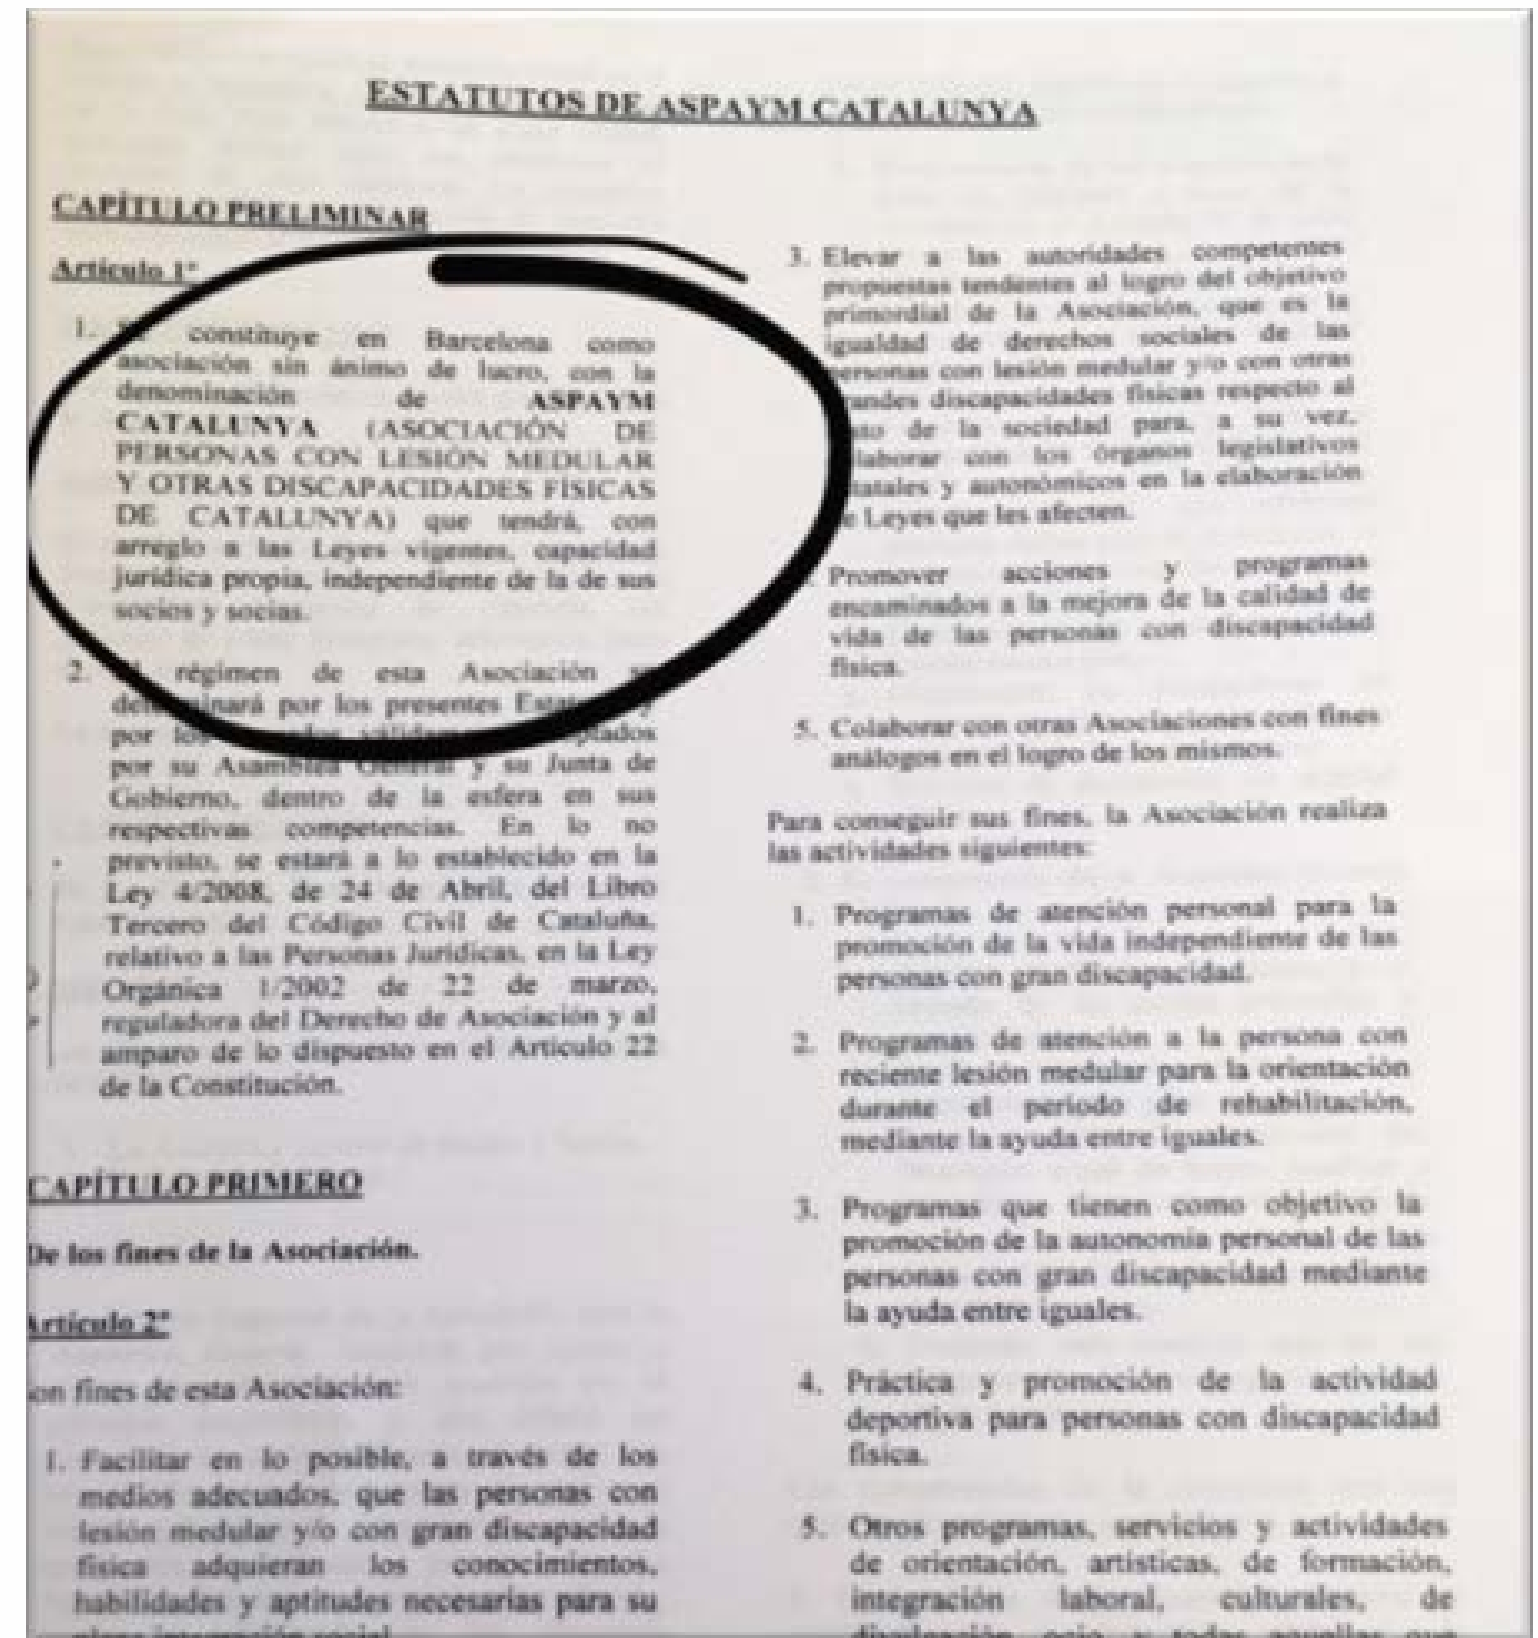 ESTATUTOS DE ASPAYM CATALUNYA
CAPÍTULO PRELIMINAR
Artículo 1º
1. constituye en Barcelona como
asociación sin ánimo de lucro, con la
denominación de ASPAYM
CATALUNYA (ASOCIACIÓN DE
PERSONAS CON LESIÓN MEDULAR
Y OTRAS DISCAPACIDADES FÍSICAS
DE CATALUNYA) que tendrá, con
arreglo a las Leyes vigentes, capacidad
jurídica propia, independiente de la de sus
socios y socias.
2. régimen de esta Asociación
por los presentes
por
por su Asamblea General y su Junta de
Gobierno, dentro de la esfera en sus
respectivas competencias. En lo no
previsto, se estará a lo establecido en la
Ley 4/2008, de 24 de Abril, del Libro
Tercero del Código Civil de Cataluña,
relativo a las Personas Jurídicas, en la Ley
Orgánica 1/2002 de 22 de marzo,
reguladora del Derecho de Asociación y al
amparo de lo dispuesto en el Artículo 22
de la Constitución.
CAPÍTULO PRIMERO
De los fines de la Asociación.
Artículo 2º
on fines de esta Asociación:
1. Facilitar en lo posible, a través de los
medios adecuados, que las personas con
lesión medular y/o con gran discapacidad
física adquieran los conocimientos,
habilidades y aptitudes necesarias para su
3. Elevar a las autoridades competentes
propuestas tendentes al logro del objetivo
primordial de la Asociación, que es la
igualdad de derechos sociales de las
personas con lesión medular y/o con otras
andes discapacidades físicas respecto al
de la sociedad para, a su vez,
laborar con los órganos legislativos
tatales y autonómicos en la elaboración
e Leyes que les afecten.
Promover acciones y programas
encaminados a la mejora de la calidad de
vida de las personas con discapacidad
física.
5. Colaborar con otras Asociaciones con fines
análogos en el logro de los mismos.
Para conseguir sus fines, la Asociación realiza
las actividades siguientes:
1. Programas de atención personal para la
promoción de la vida independiente de las
personas con gran discapacidad.
2. Programas de atención a la persona con
reciente lesión medular para la orientación
durante el período de rehabilitación,
mediante la ayuda entre iguales.
3. Programas que tienen como objetivo la
promoción de la autonomía personal de las
personas con gran discapacidad mediante
la ayuda entre iguales.
4. Práctica y promoción de la actividad
deportiva para personas con discapacidad
física.
5. Otros programas, servicios y actividades
de orientación, artísticas, de formación,
integración laboral, culturales, de